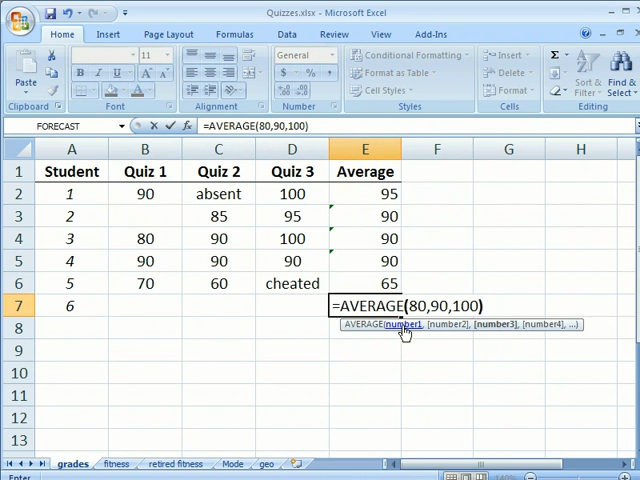 Quizzes.xlsx - Microsoft Excel
Home Insert Page Layout Formulas Data Review View Add-Ins
Paste
Clipboard
11
B I U A A
A
Font
Alignment
General
$ % ,
Number
Conditional Formatting
Format as Table
Cell Styles
Styles
Insert
Delete
Format
Cells
Σ
Sort & Filter
Find & Select
Editing
FORECAST fx =AVERAGE(80,90,100)
A B C D E F G H
1 Student Quiz 1 Quiz 2 Quiz 3 Average
2 1 90 absent 100 95
3 2 85 95 90
4 3 80 90 100 90
5 4 90 90 90 90
6 5 70 60 cheated 65
7 6 =AVERAGE(80,90,100)
AVERAGE(number1, [number2], [number3], [number4], ...)
8
9
10
11
12
13
grades fitness retired fitness Mode geo
Enter 140%